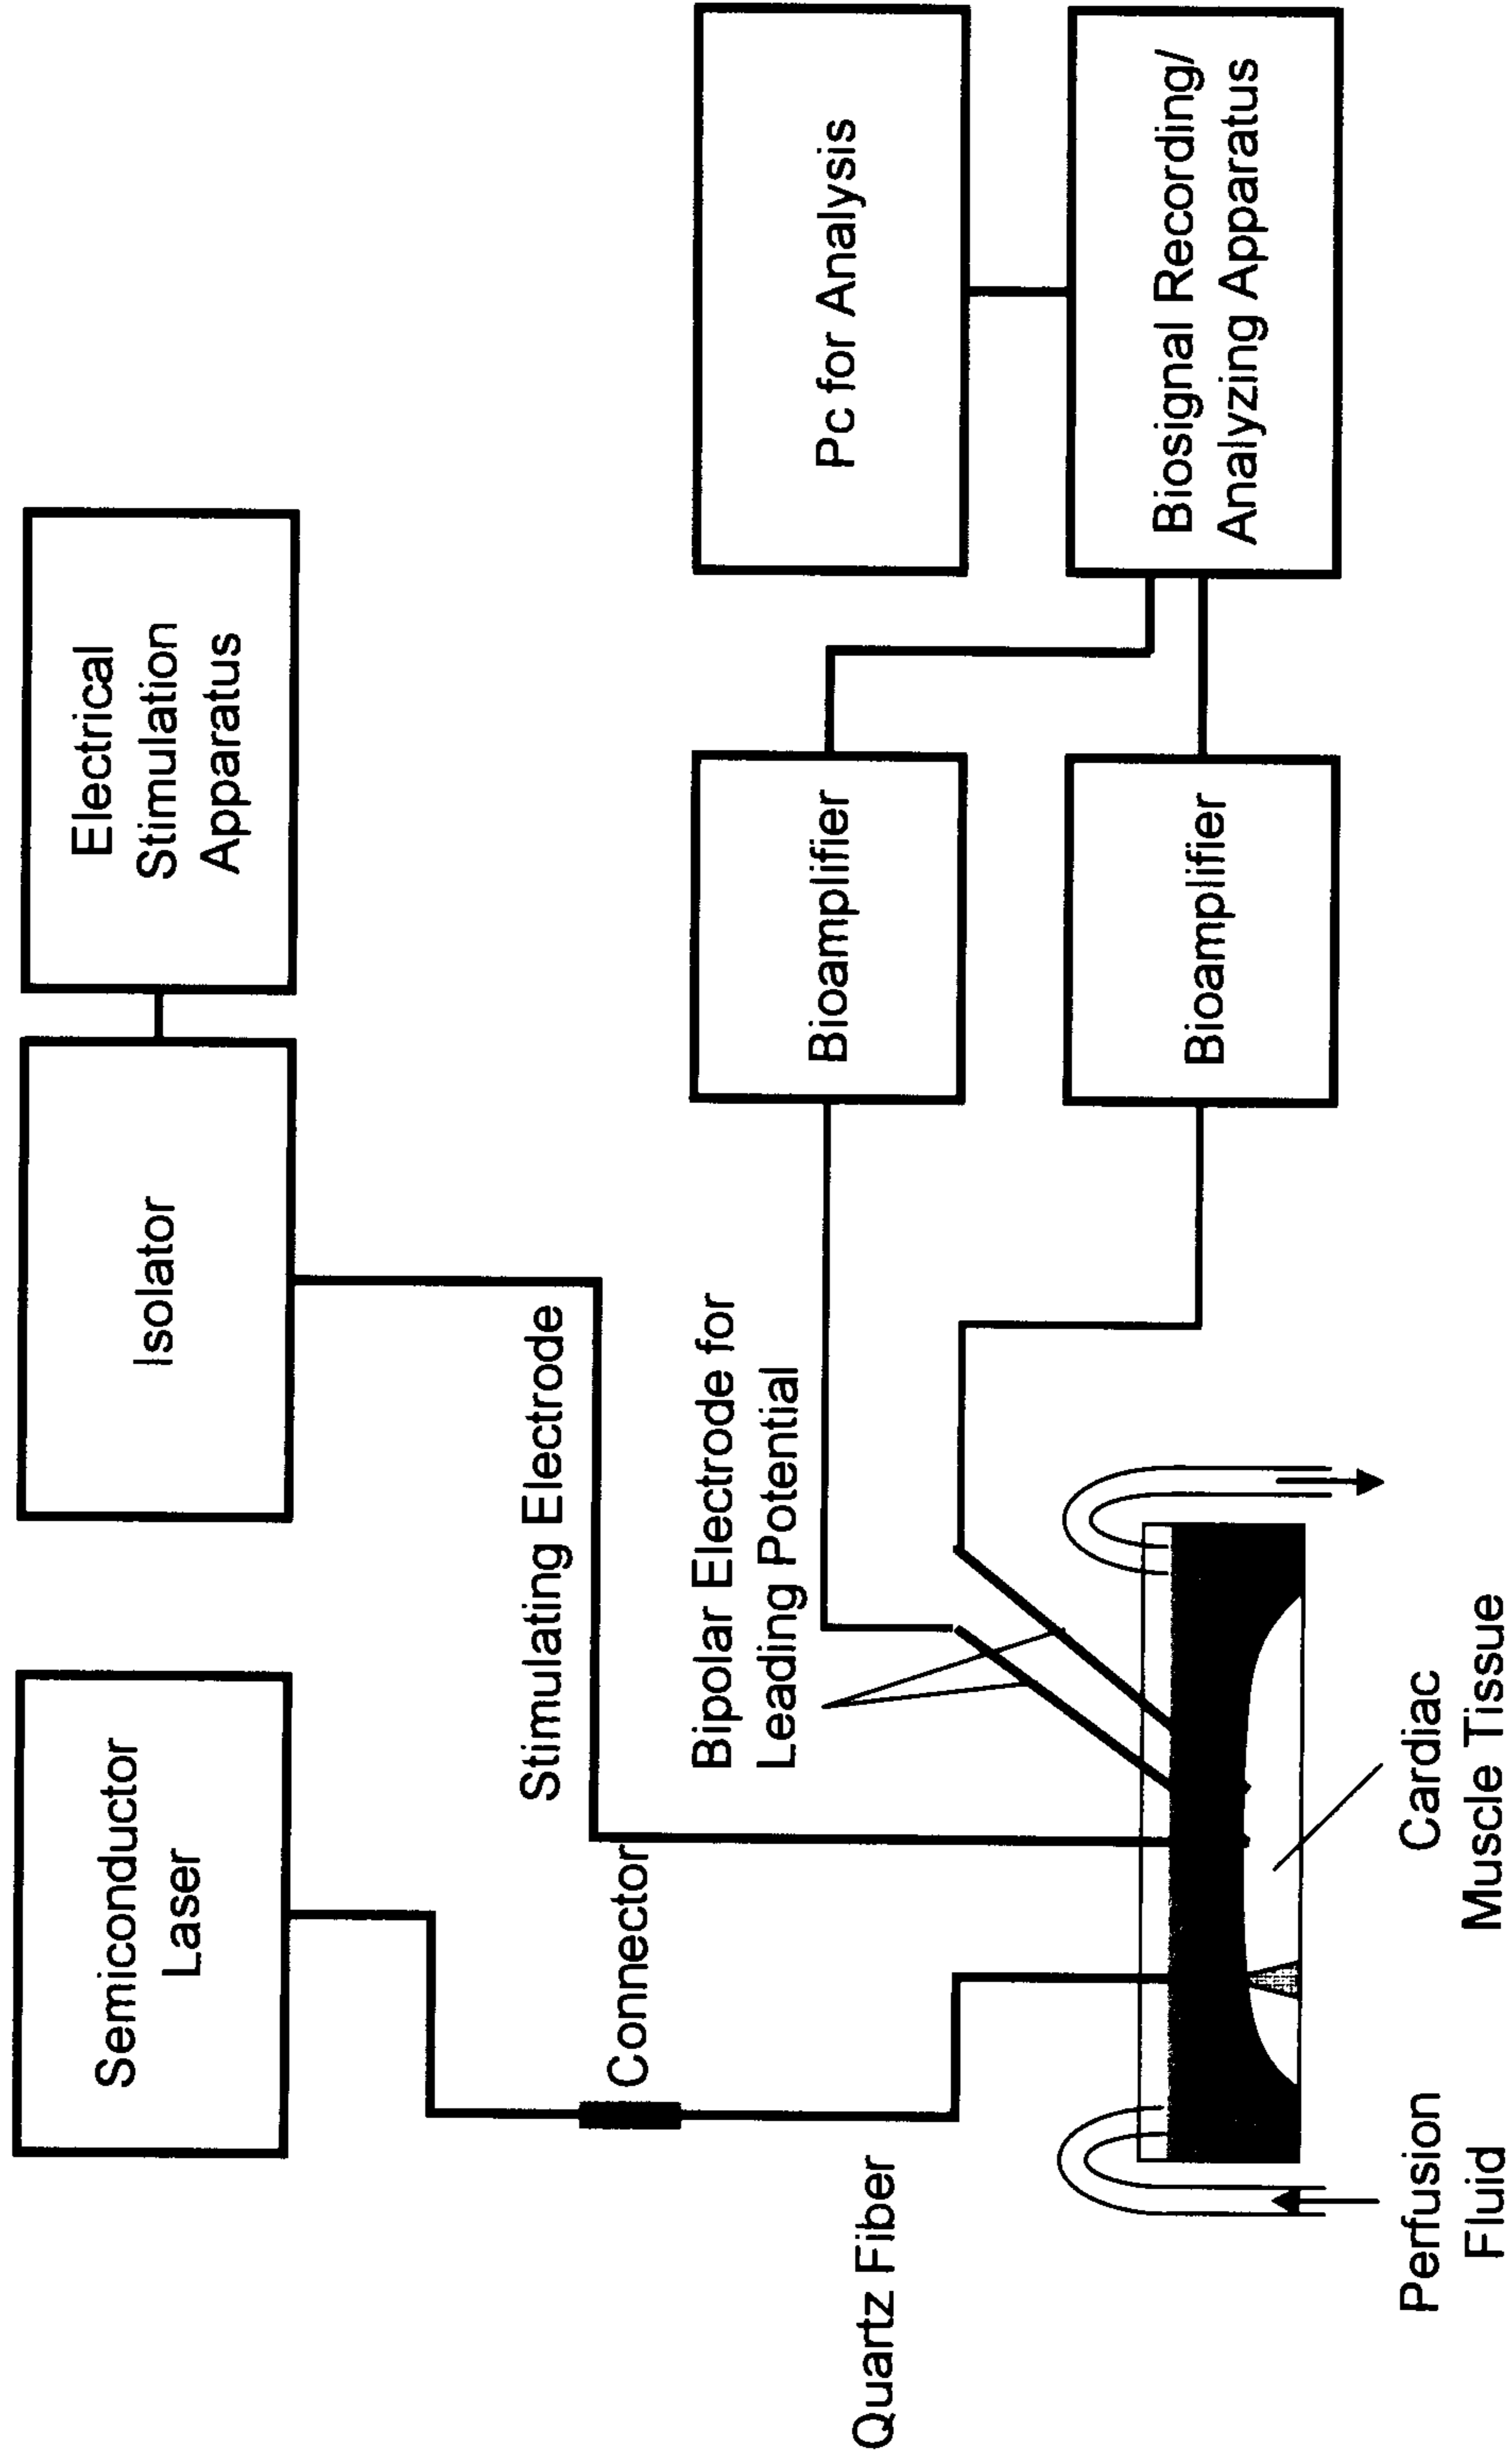 Semiconductor
Laser
Isolator
Electrical
Stimulation
Apparatus
Connector
Stimulating Electrode
Quartz Fiber
Bipolar Electrode for
Leading Potential
Bioamplifier
Pc for Analysis
Bioamplifier
Biosignal Recording/
Analyzing Apparatus
Perfusion
Fluid
Cardiac
Muscle Tissue